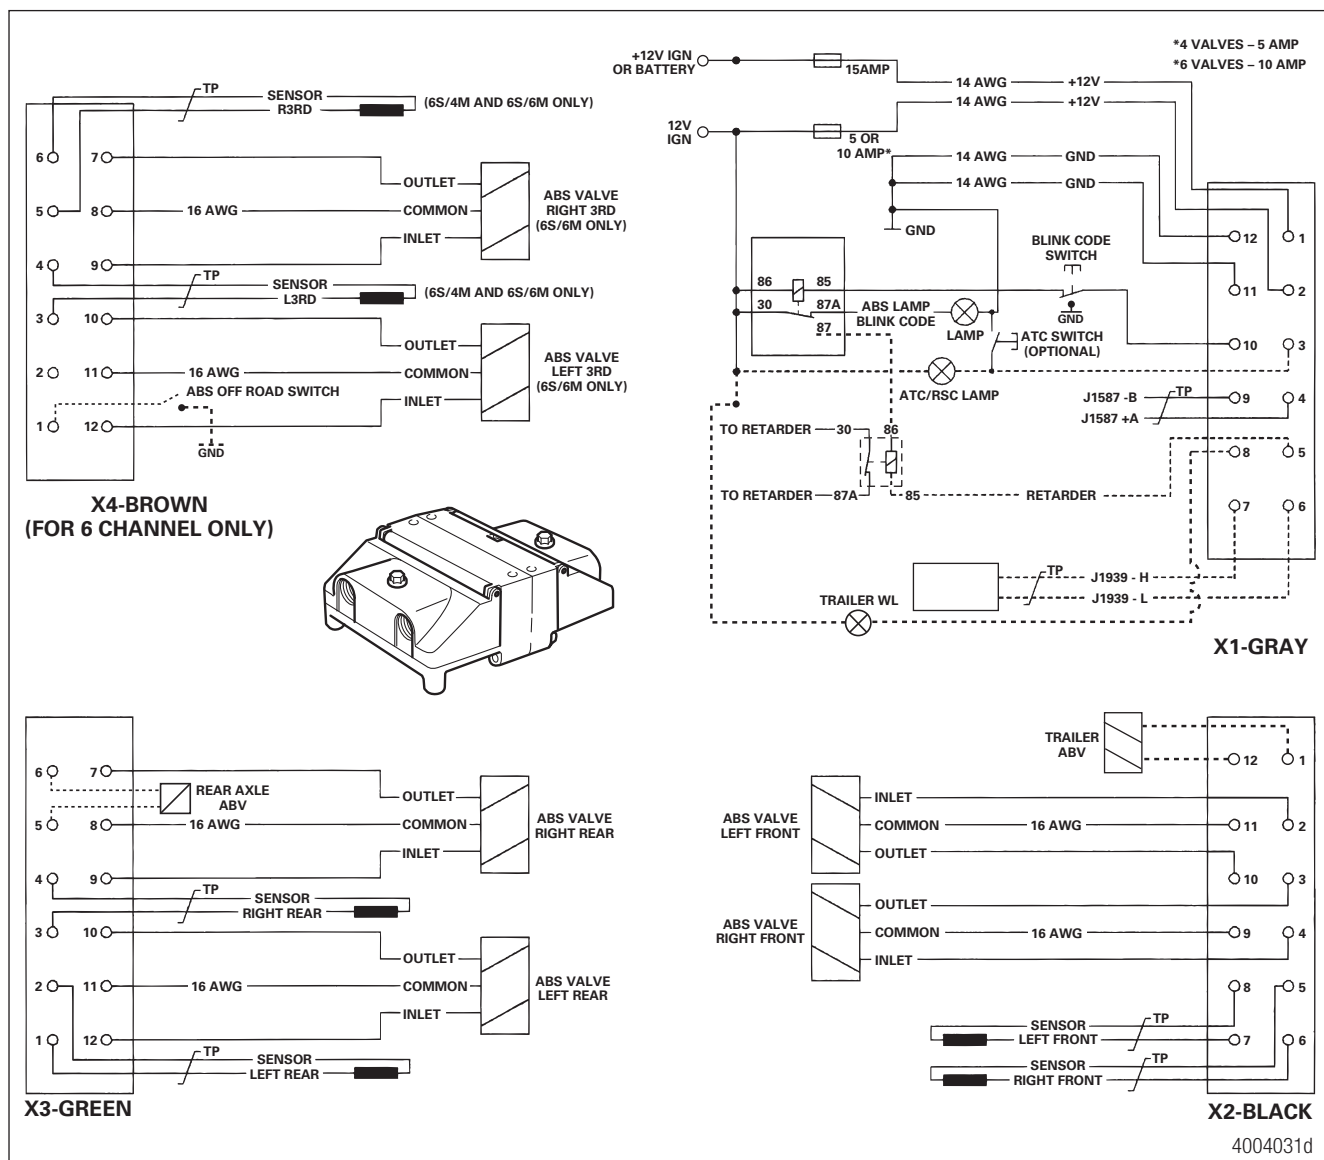 *4 VALVES – 5 AMP
*6 VALVES – 10 AMP
+12V IGN
OR BATTERY
15AMP
14 AWG
+12V
14 AWG
+12V
12V
IGN
5 OR
10 AMP*
14 AWG
GND
14 AWG
GND
GND
BLINK CODE
SWITCH
GND
86
85
30
87A
87
ABS LAMP
BLINK CODE
LAMP
ATC SWITCH
(OPTIONAL)
ATC/RSC LAMP
J1587 -B
J1587 +A
TP
TO RETARDER
30
86
TO RETARDER
87A
85
RETARDER
TP
J1939 - H
J1939 - L
TRAILER WL
12
1
11
2
10
3
9
4
8
5
7
6
X1-GRAY
TP
SENSOR
R3RD
(6S/4M AND 6S/6M ONLY)
6
7
OUTLET
5
8
16 AWG
COMMON
INLET
ABS VALVE
RIGHT 3RD
(6S/6M ONLY)
4
9
TP
SENSOR
L3RD
(6S/4M AND 6S/6M ONLY)
3
10
OUTLET
2
11
16 AWG
COMMON
INLET
ABS VALVE
LEFT 3RD
(6S/6M ONLY)
ABS OFF ROAD SWITCH
1
12
GND
X4-BROWN
(FOR 6 CHANNEL ONLY)
6
7
REAR AXLE
ABV
OUTLET
5
8
16 AWG
COMMON
INLET
ABS VALVE
RIGHT REAR
4
9
TP
SENSOR
RIGHT REAR
3
10
OUTLET
2
11
16 AWG
COMMON
INLET
ABS VALVE
LEFT REAR
1
12
TP
SENSOR
LEFT REAR
X3-GREEN
TRAILER
ABV
12
1
ABS VALVE
LEFT FRONT
INLET
COMMON
16 AWG
OUTLET
11
2
10
3
ABS VALVE
RIGHT FRONT
OUTLET
COMMON
16 AWG
INLET
9
4
8
5
SENSOR
LEFT FRONT
TP
7
6
SENSOR
RIGHT FRONT
TP
X2-BLACK
4004031d